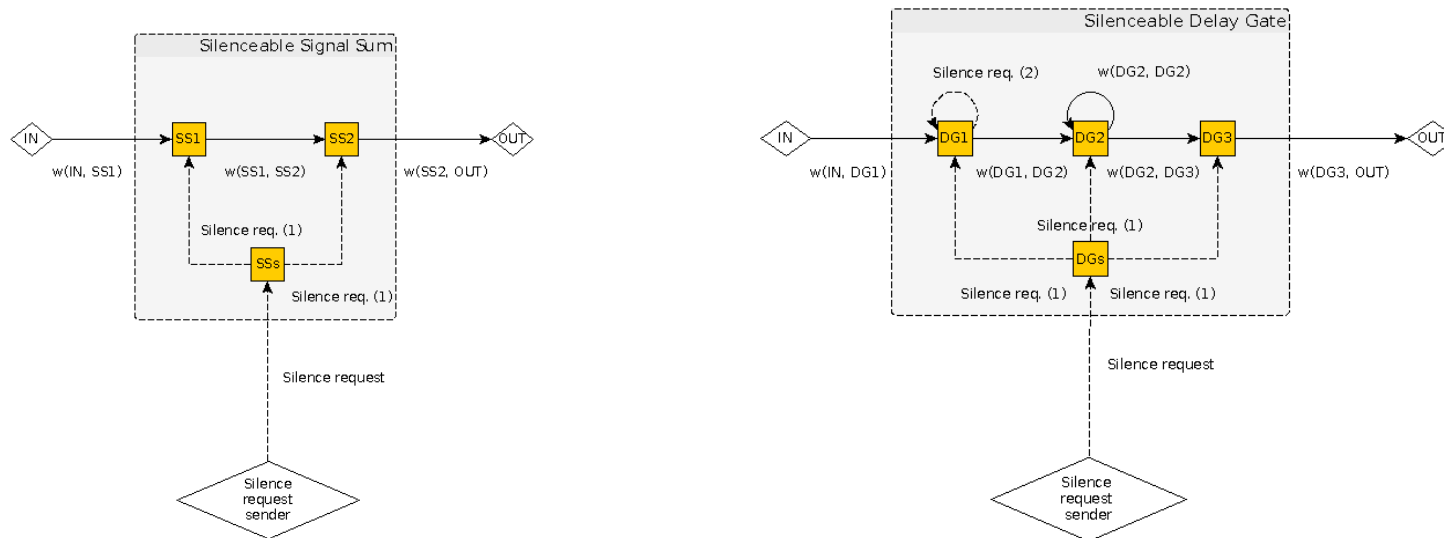 Silenceable Signal Sum
IN
SS1
SS2
OUT
w(IN, SS1)
w(SS1, SS2)
w(SS2, OUT)
Silence req. (1)
SSs
Silence req. (1)
Silence request
Silence
request
sender
Silenceable Delay Gate
Silence req. (2)
w(DG2, DG2)
IN
DG1
DG2
DG3
OUT
w(IN, DG1)
w(DG1, DG2)
w(DG2, DG3)
w(DG3, OUT)
Silence req. (1)
DGs
Silence req. (1)
Silence req. (1)
Silence request
Silence
request
sender